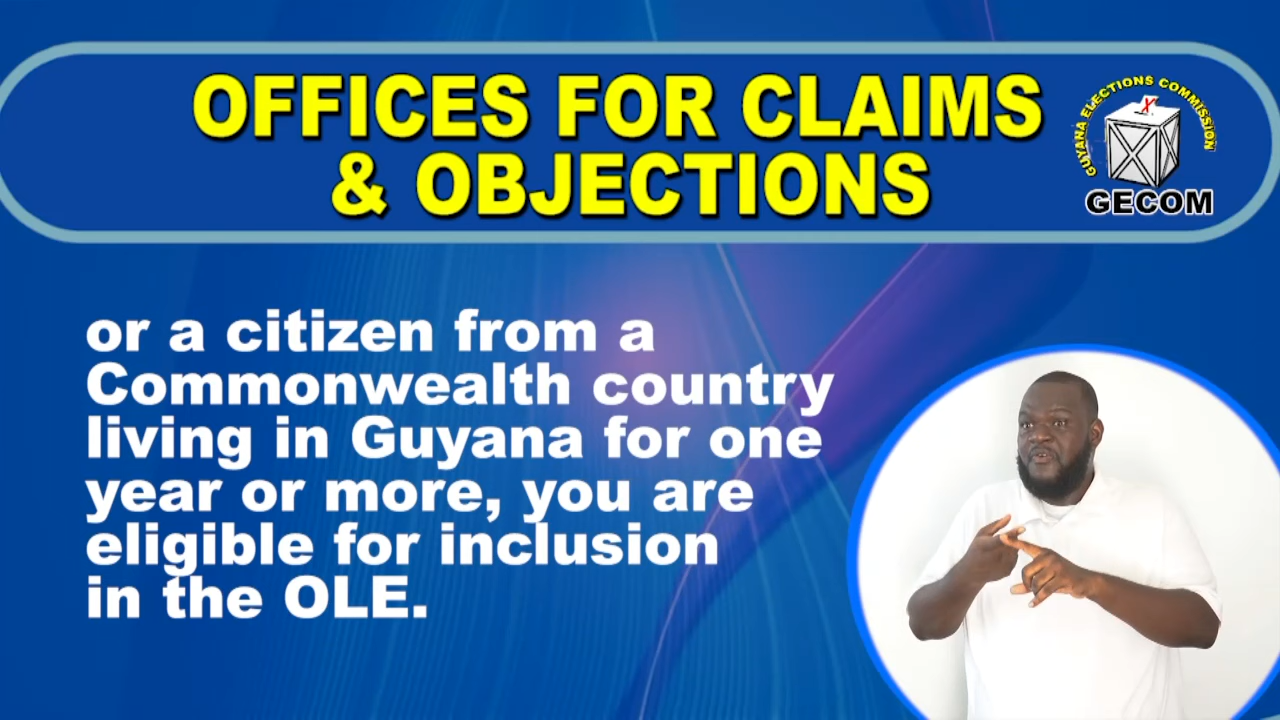 OFFICES FOR CLAIMS
& OBJECTIONS
GUYANA ELECTIONS COMMISSION
GECOM
or a citizen from a
Commonwealth country
living in Guyana for one
year or more, you are
eligible for inclusion
in the OLE.